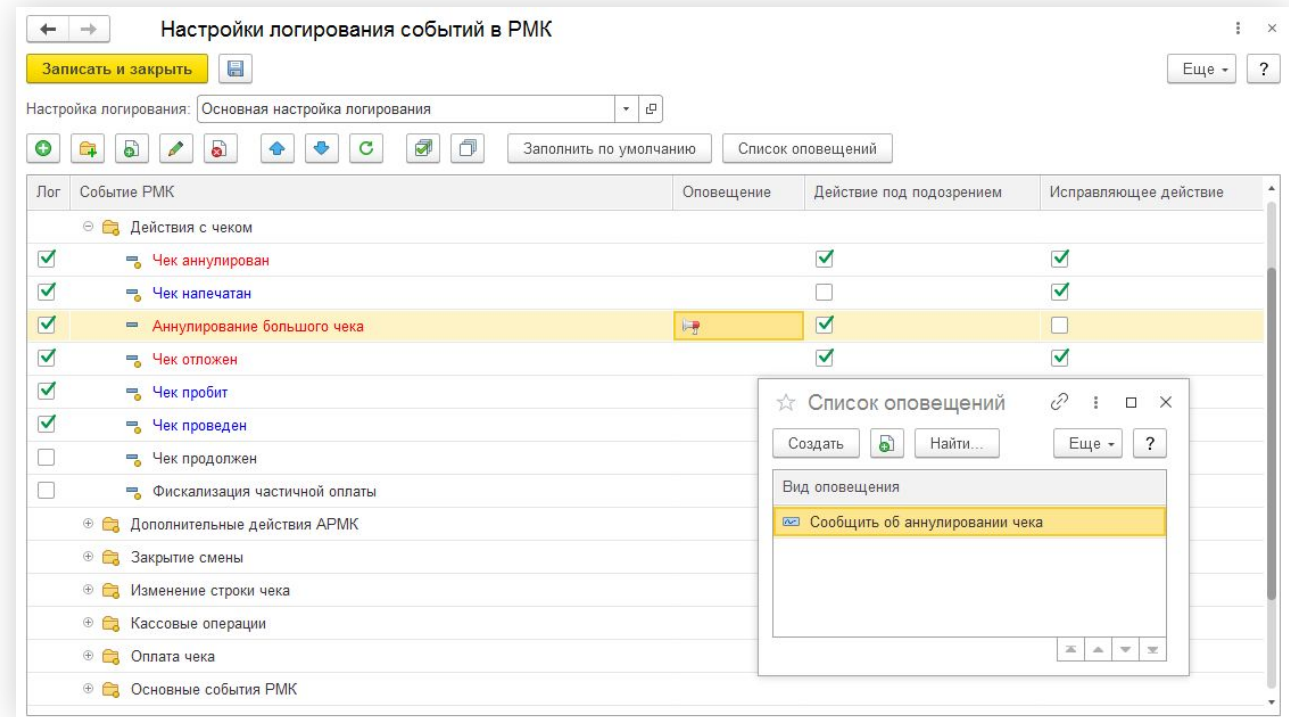 Настройки логирования событий в РМК
Записать и закрыть
Еще
?
Настройка логирования: Основная настройка логирования
Заполнить по умолчанию
Список оповещений
Лог Событие РМК Оповещение Действие под подозрением Исправляющее действие
Действия с чеком
Чек аннулирован
Чек напечатан
Аннулирование большого чека
Чек отложен
Чек пробит
Чек проведен
Чек продолжен
Фискализация частичной оплаты
Дополнительные действия АРМК
Закрытие смены
Изменение строки чека
Кассовые операции
Оплата чека
Основные события РМК
Список оповещений
Создать
Найти...
Еще
?
Вид оповещения
Сообщить об аннулировании чека